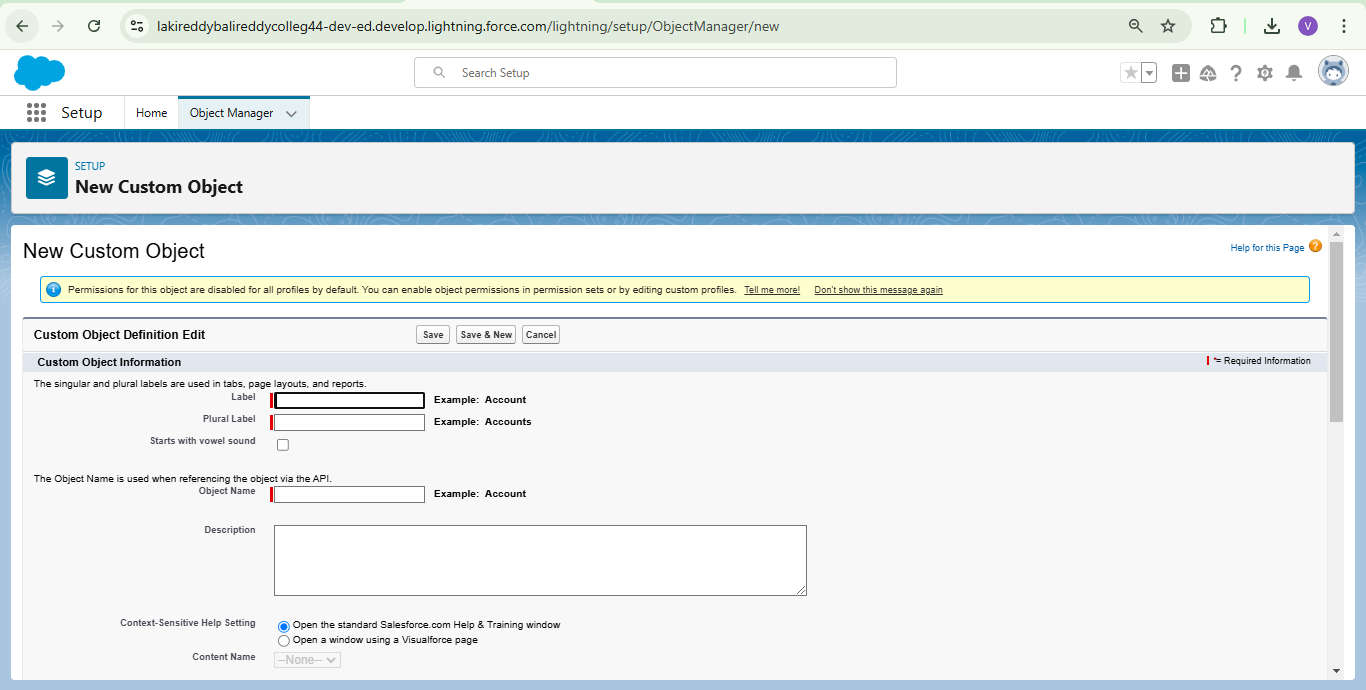 lakireddybalireddycolleg44-dev-ed.develop.lightning.force.com/lightning/setup/ObjectManager/new
V
Search Setup
Setup Home Object Manager
SETUP
New Custom Object
New Custom Object
Help for this Page ?
i Permissions for this object are disabled for all profiles by default. You can enable object permissions in permission sets or by editing custom profiles. Tell me more! Don't show this message again
Custom Object Definition Edit Save Save & New Cancel
Custom Object Information *= Required Information
The singular and plural labels are used in tabs, page layouts, and reports.
Label Example: Account
Plural Label Example: Accounts
Starts with vowel sound
The Object Name is used when referencing the object via the API.
Object Name Example: Account
Description
Context-Sensitive Help Setting Open the standard Salesforce.com Help & Training window
Open a window using a Visualforce page
Content Name --None--